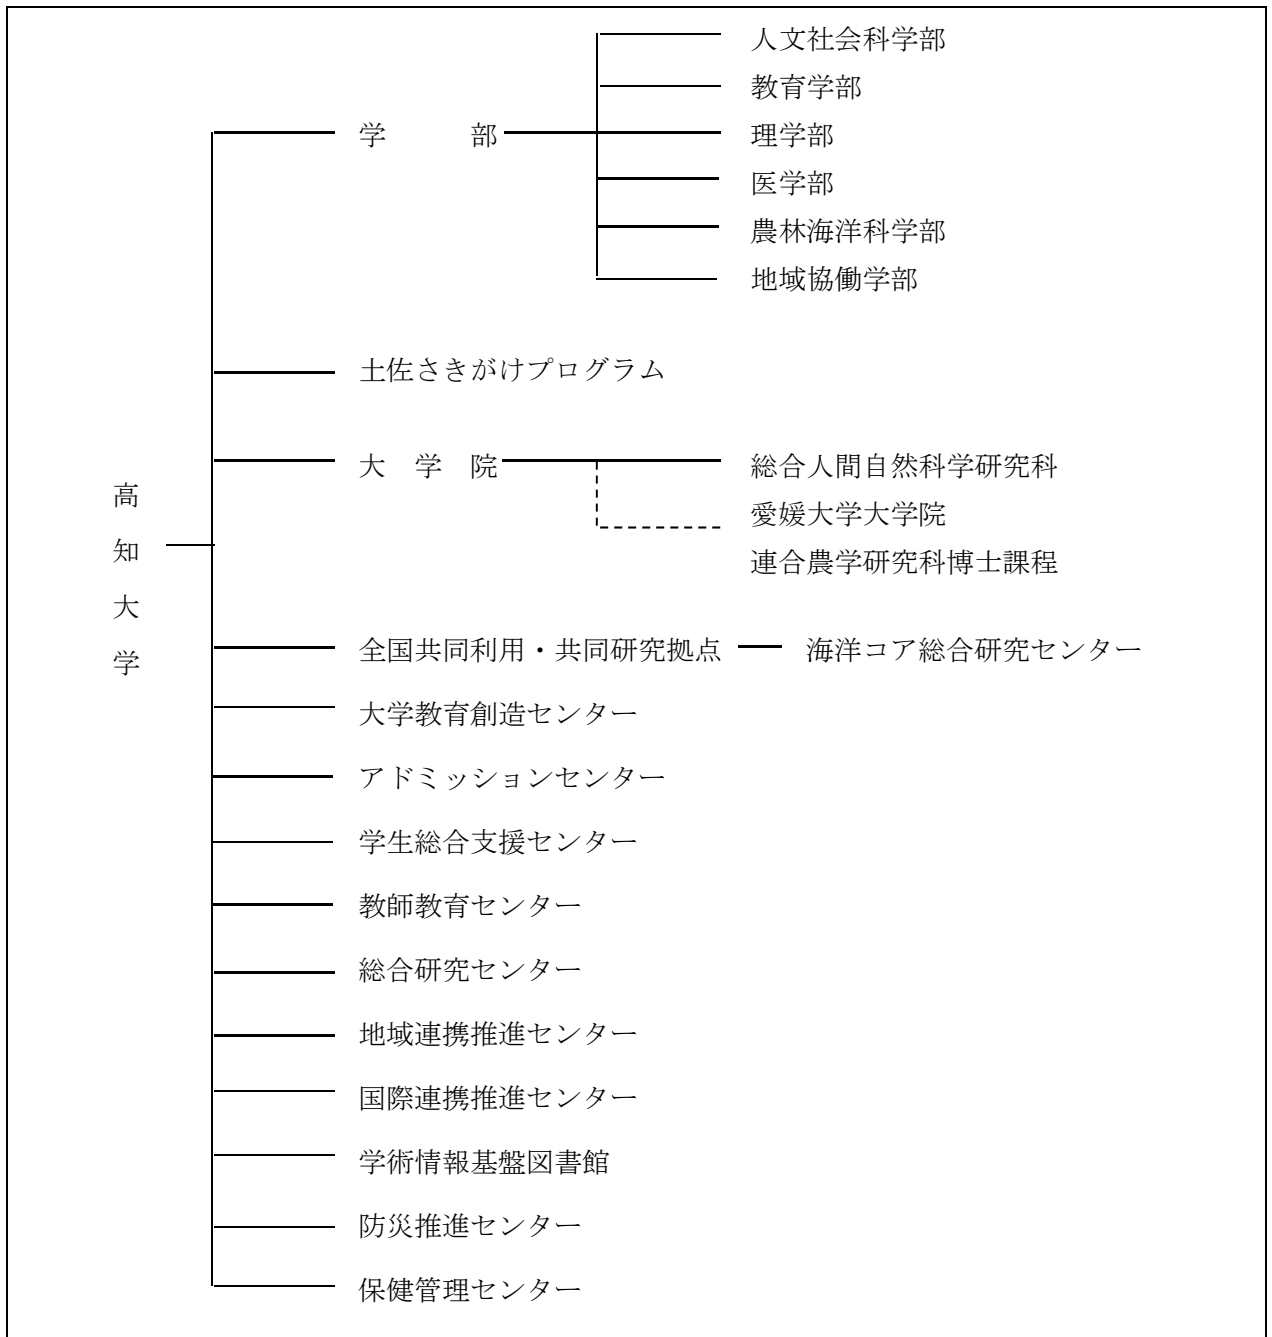 高知大学
学　　　部
人文社会科学部
教育学部
理学部
医学部
農林海洋科学部
地域協働学部
土佐さきがけプログラム
大　学　院
総合人間自然科学研究科
愛媛大学大学院
連合農学研究科博士課程
全国共同利用・共同研究拠点
海洋コア総合研究センター
大学教育創造センター
アドミッションセンター
学生総合支援センター
教師教育センター
総合研究センター
地域連携推進センター
国際連携推進センター
学術情報基盤図書館
防災推進センター
保健管理センター